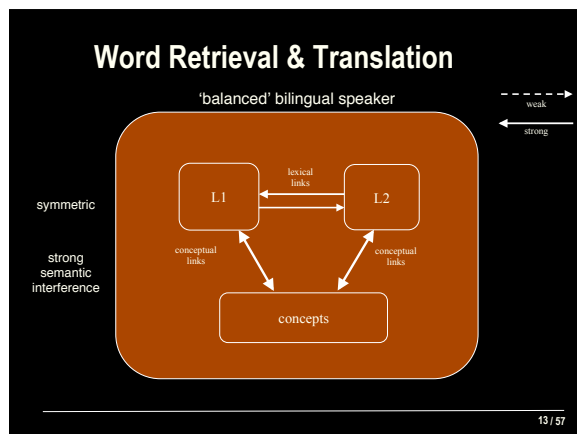 Word Retrieval & Translation
‘balanced’ bilingual speaker
weak
strong
lexical
links
L1
L2
symmetric
conceptual
links
conceptual
links
strong
semantic
interference
concepts
13 / 57